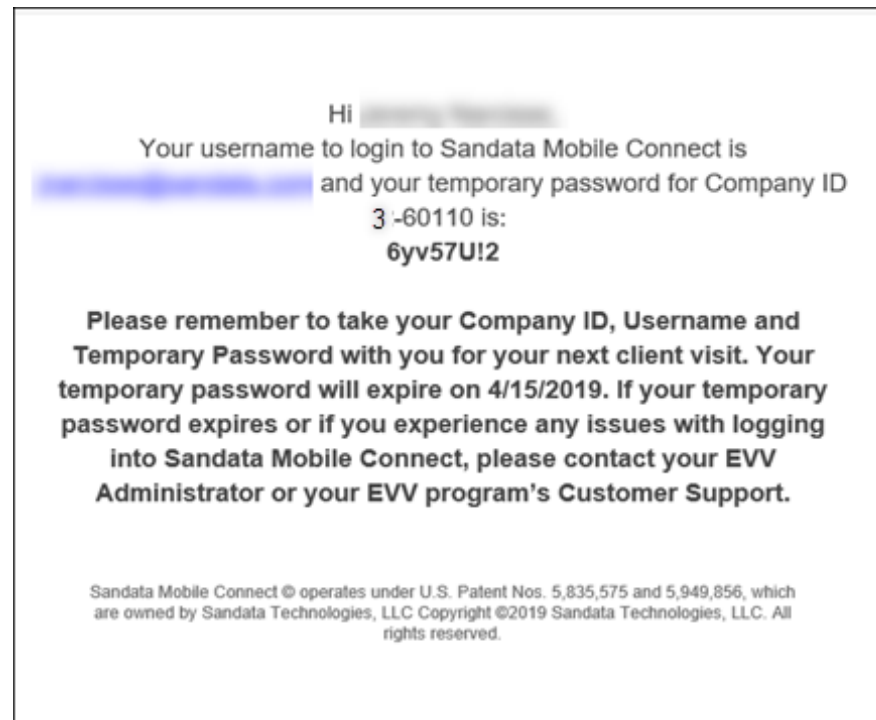 Hi
Your username to login to Sandata Mobile Connect is
and your temporary password for Company ID
3 -60110 is:
6yv57U!2
Please remember to take your Company ID, Username and
Temporary Password with you for your next client visit. Your
temporary password will expire on 4/15/2019. If your temporary
password expires or if you experience any issues with logging
into Sandata Mobile Connect, please contact your EVV
Administrator or your EVV program’s Customer Support.
Sandata Mobile Connect © operates under U.S. Patent Nos. 5,835,575 and 5,949,856, which
are owned by Sandata Technologies, LLC Copyright ©2019 Sandata Technologies, LLC. All
rights reserved.